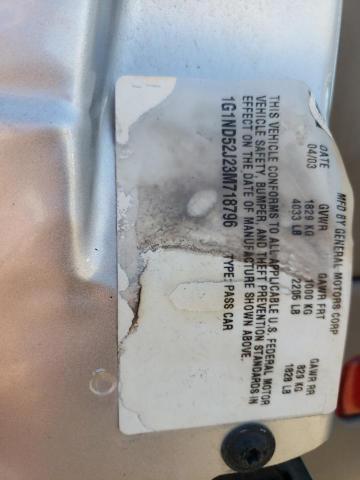 MFD BY GENERAL MOTORS CORP
DATE GVWR GAWR FRT GAWR RR
04/03 1829 KG 1000 KG 829 KG
4033 LB 2205 LB 1828 LB
THIS VEHICLE CONFORMS TO ALL APPLICABLE U.S. FEDERAL MOTOR
VEHICLE SAFETY, BUMPER, AND THEFT PREVENTION STANDARDS IN
EFFECT ON THE DATE OF MANUFACTURE SHOWN ABOVE.
1G1ND52J23M718796 TYPE: PASS CAR